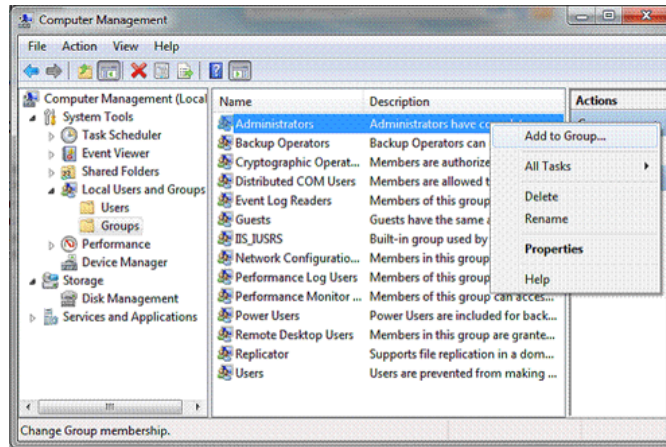 Computer Management
File Action View Help
Computer Management (Local
System Tools
Task Scheduler
Event Viewer
Shared Folders
Local Users and Groups
Users
Groups
Performance
Device Manager
Storage
Disk Management
Services and Applications
Name Description
Administrators Administrators have
Backup Operators Backup Operators can
Cryptographic Operat... Members are authorize
Distributed COM Users Members are allowed t
Event Log Readers Members of this group
Guests Guests have the same
IIS_IUSRS Built-in group used by
Network Configuratio... Members in this group
Performance Log Users Members of this group
Performance Monitor ... Members of this group can acces...
Power Users Power Users are included for back...
Remote Desktop Users Members in this group are grante...
Replicator Supports file replication in a dom...
Users Users are prevented from making ...
Actions
Add to Group...
All Tasks
Delete
Rename
Properties
Help
Change Group membership.